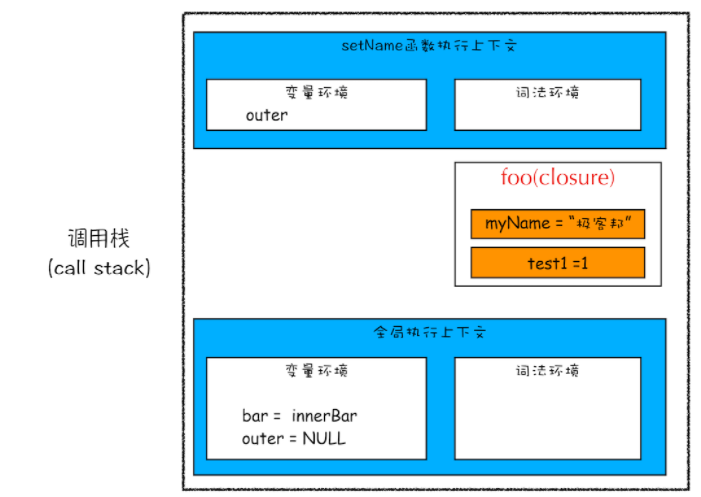 setName函数执行上下文
变量环境
outer
词法环境
foo(closure)
myName = “极客邦”
test1 =1
调用栈
(call stack)
全局执行上下文
变量环境
bar = innerBar
outer = NULL
词法环境